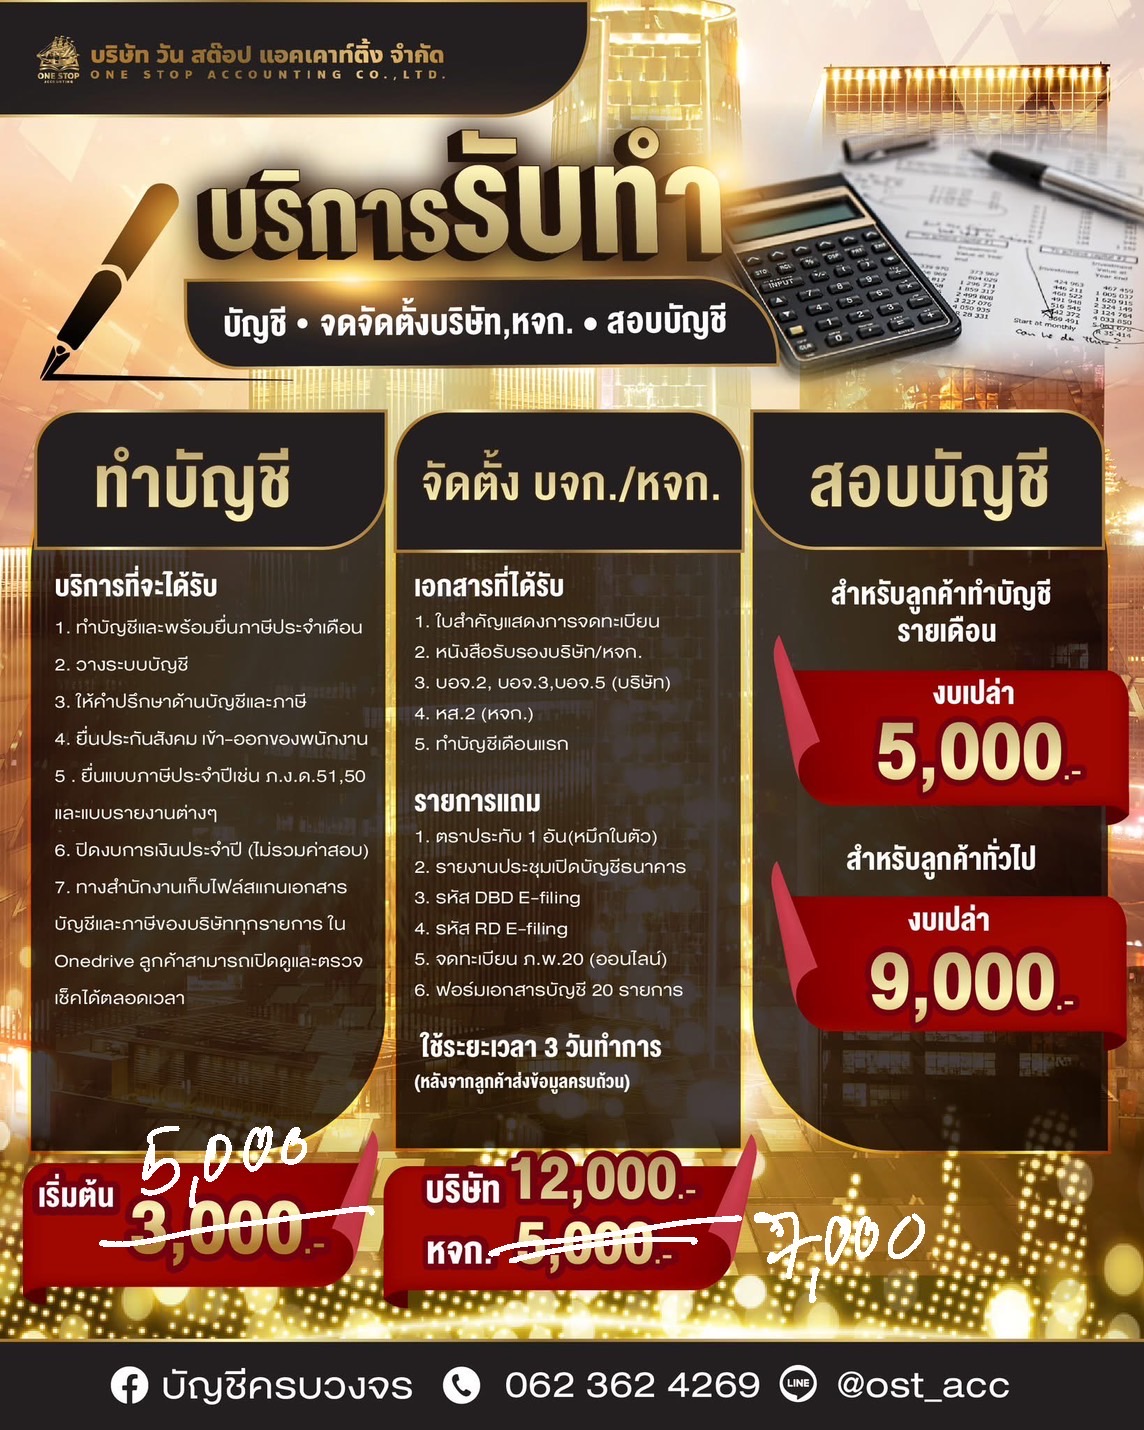 บริษัท วัน สต๊อป แอคเคาท์ติ้ง จำกัด
ONE STOP ACCOUNTING CO.,LTD.
ONE STOP
ACCOUNTING
บริการรับทำ
บัญชี • จดจัดตั้งบริษัท,หจก. • สอบบัญชี
ทำบัญชี
บริการที่จะได้รับ
1. ทำบัญชีและพร้อมยื่นภาษีประจำเดือน
2. วางระบบบัญชี
3. ให้คำปรึกษาด้านบัญชีและภาษี
4. ยื่นประกันสังคม เข้า-ออกของพนักงาน
5 . ยื่นแบบภาษีประจำปีเช่น ภ.ง.ด.51,50
และแบบรายงานต่างๆ
6. ปิดงบการเงินประจำปี (ไม่รวมค่าสอบ)
7. ทางสำนักงานเก็บไฟล์สแกนเอกสาร
บัญชีและภาษีของบริษัททุกรายการ ใน
Onedrive ลูกค้าสามารถเปิดดูและตรวจ
เช็คได้ตลอดเวลา
5,000
เริ่มต้น 3,000.-
จัดตั้ง บจก./หจก.
เอกสารที่ได้รับ
1. ใบสำคัญแสดงการจดทะเบียน
2. หนังสือรับรองบริษัท/หจก.
3. บอจ.2, บอจ.3,บอจ.5 (บริษัท)
4. หส.2 (หจก.)
5. ทำบัญชีเดือนแรก
รายการแถม
1. ตราประทับ 1 อัน(หมึกในตัว)
2. รายงานประชุมเปิดบัญชีธนาคาร
3. รหัส DBD E-filing
4. รหัส RD E-filing
5. จดทะเบียน ภ.พ.20 (ออนไลน์)
6. ฟอร์มเอกสารบัญชี 20 รายการ
ใช้ระยะเวลา 3 วันทำการ
(หลังจากลูกค้าส่งข้อมูลครบถ้วน)
บริษัท 12,000.-
หจก. 5,000.- 7,000
สอบบัญชี
สำหรับลูกค้าทำบัญชี
รายเดือน
งบเปล่า
5,000.-
สำหรับลูกค้าทั่วไป
งบเปล่า
9,000.-
บัญชีครบวงจร 062 362 4269 LINE @ost_acc